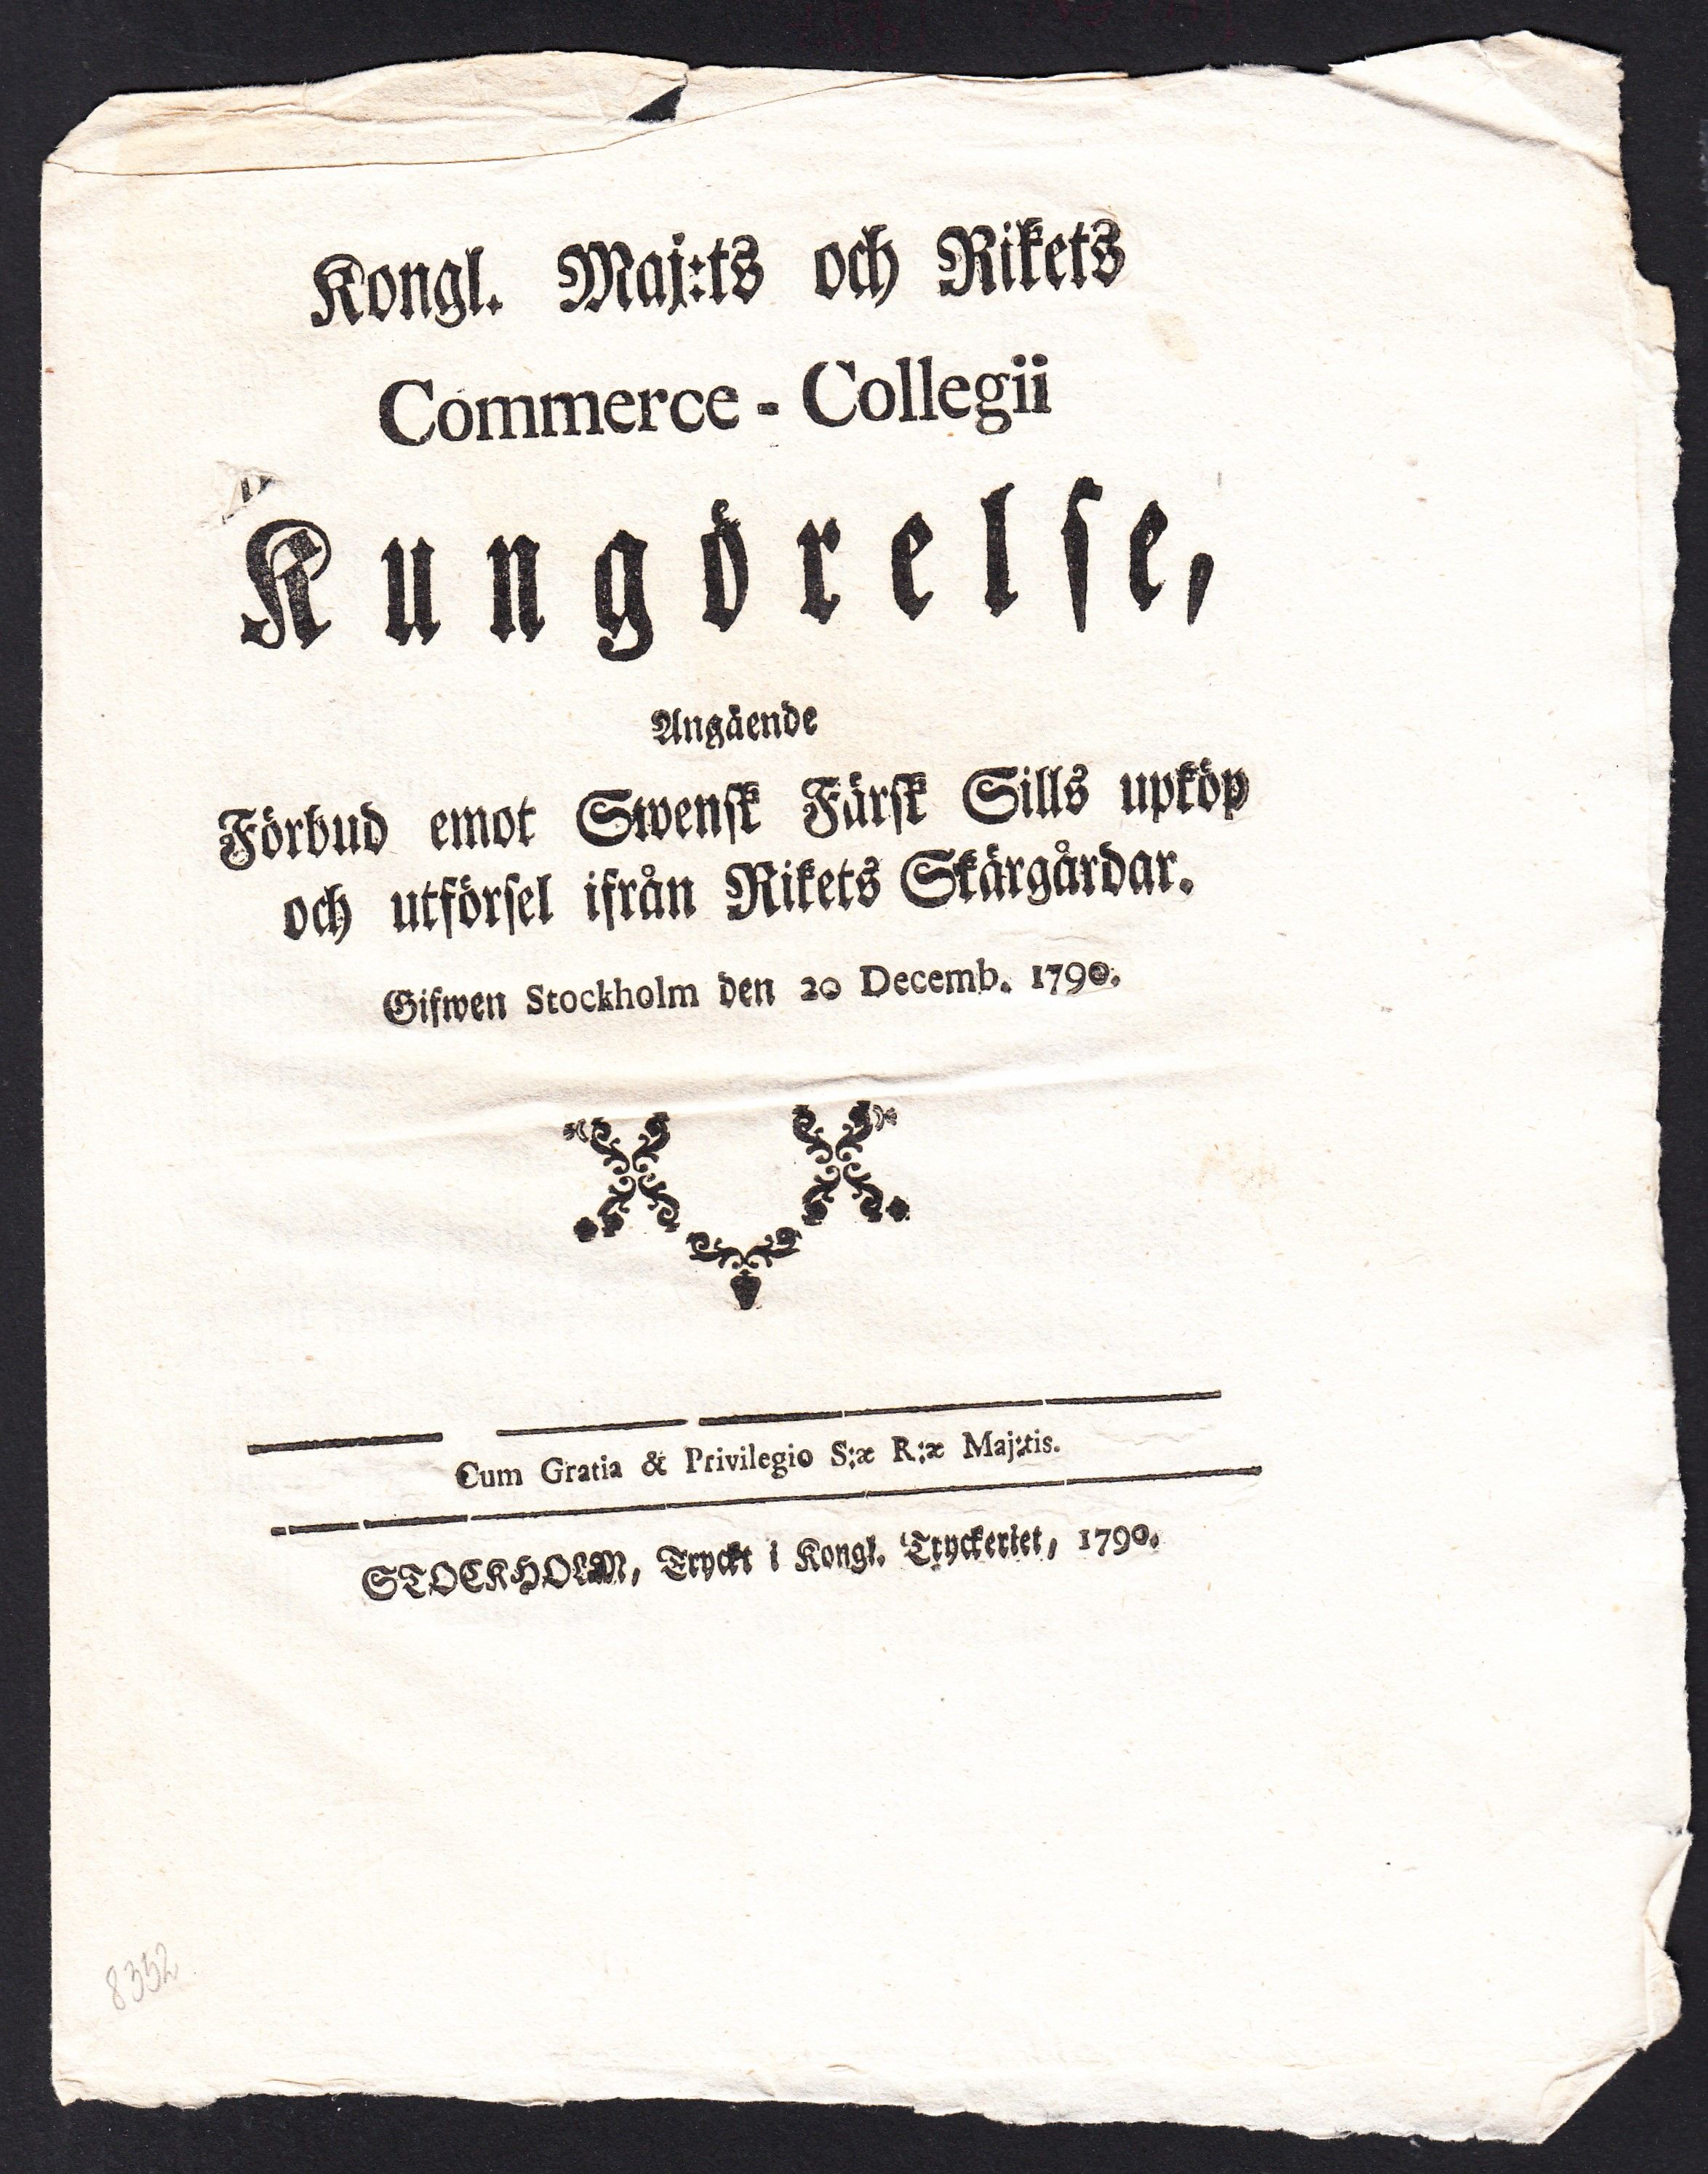 Kongl. Maj:ts och Rikets
Commerce-Collegii
Kungörelse,
Angående
Förbud emot Swensk Färsk Sills upköp
och utförsel ifrån Rikets Skärgårdar.
Gifwen Stockholm den 20 Decemb. 1790.
Cum Gratia & Privilegio S:æ R:æ Maj:tis.
STOCKHOLM, Tryckt i Kongl. Tryckeriet, 1790.
8352